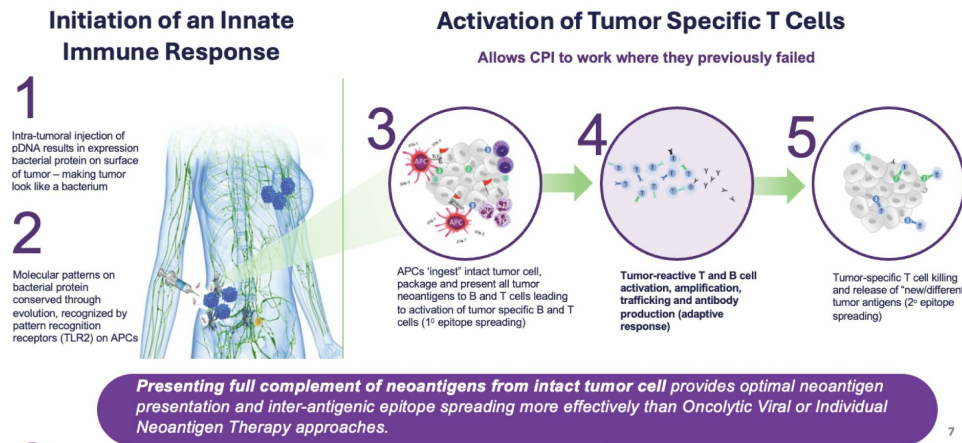 Initiation of an Innate
Immune Response
1
Intra-tumoral injection of
pDNA results in expression
bacterial protein on surface
of tumor – making tumor
look like a bacterium
2
Molecular patterns on
bacterial protein
conserved through
evolution, recognized by
pattern recognition
receptors (TLR2) on APCs
Activation of Tumor Specific T Cells
Allows CPI to work where they previously failed
3
APC
APC
APCs 'ingest" intact tumor cell,
package and present all tumor
neoantigens to B and T cells leading
to activation of tumor specific B and T
cells (1⁰ epitope spreading)
4
Tumor-reactive T and B cell
activation, amplification,
trafficking and antibody
production (adaptive
response)
5
Tumor-specific T cell killing
and release of "new/different
tumor antigens (2⁰ epitope
spreading)
Presenting full complement of neoantigens from intact tumor cell provides optimal neoantigen
presentation and inter-antigenic epitope spreading more effectively than Oncolytic Viral or Individual
Neoantigen Therapy approaches.
7